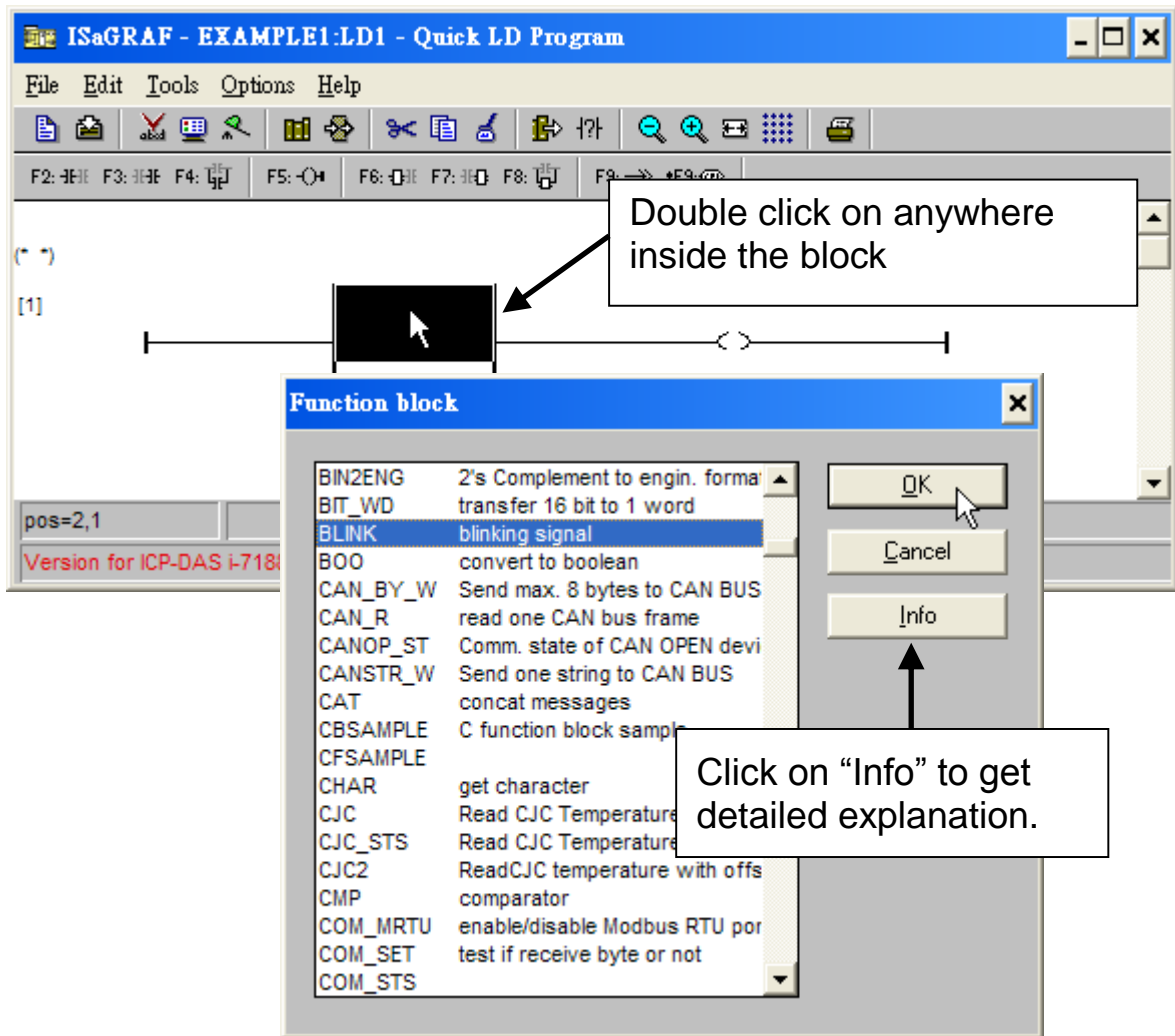 ISaGRAF - EXAMPLE1:LD1 - Quick LD Program
File Edit Tools Options Help
F2: F3: F4: F5: F6: F7: F8: F9: *F9:
Double click on anywhere
inside the block
(* *)
[1]
Function block
BIN2ENG 2's Complement to engin. format
BIT_WD transfer 16 bit to 1 word
BLINK blinking signal
BOO convert to boolean
CAN_BY_W Send max. 8 bytes to CAN BUS
CAN_R read one CAN bus frame
CANOP_ST Comm. state of CAN OPEN devi
CANSTR_W Send one string to CAN BUS
CAT concat messages
CBSAMPLE C function block sample
CFSAMPLE
CHAR get character
CJC Read CJC Temperature
CJC_STS Read CJC Temperature
CJC2 ReadCJC temperature with offs
CMP comparator
COM_MRTU enable/disable Modbus RTU por
COM_SET test if receive byte or not
COM_STS
OK
Cancel
Info
Click on “Info” to get
detailed explanation.
pos=2,1
Version for ICP-DAS i-718